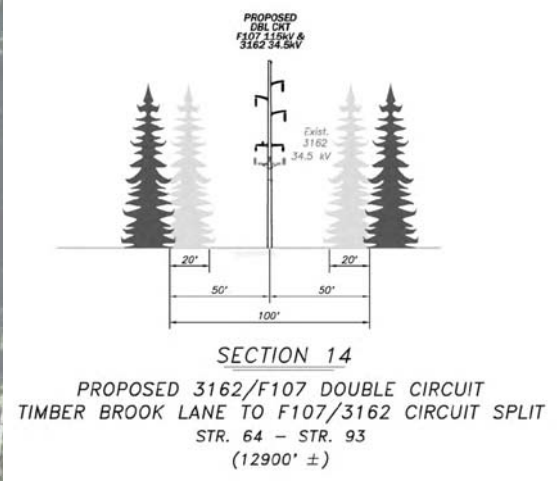 PROPOSED
DBL CKT
F107 115kV &
3162 34.5kV
Exist.
3162
34.5 kV
20'
20'
50'
50'
100'
SECTION 14
PROPOSED 3162/F107 DOUBLE CIRCUIT
TIMBER BROOK LANE TO F107/3162 CIRCUIT SPLIT
STR. 64 – STR. 93
(12900' ±)